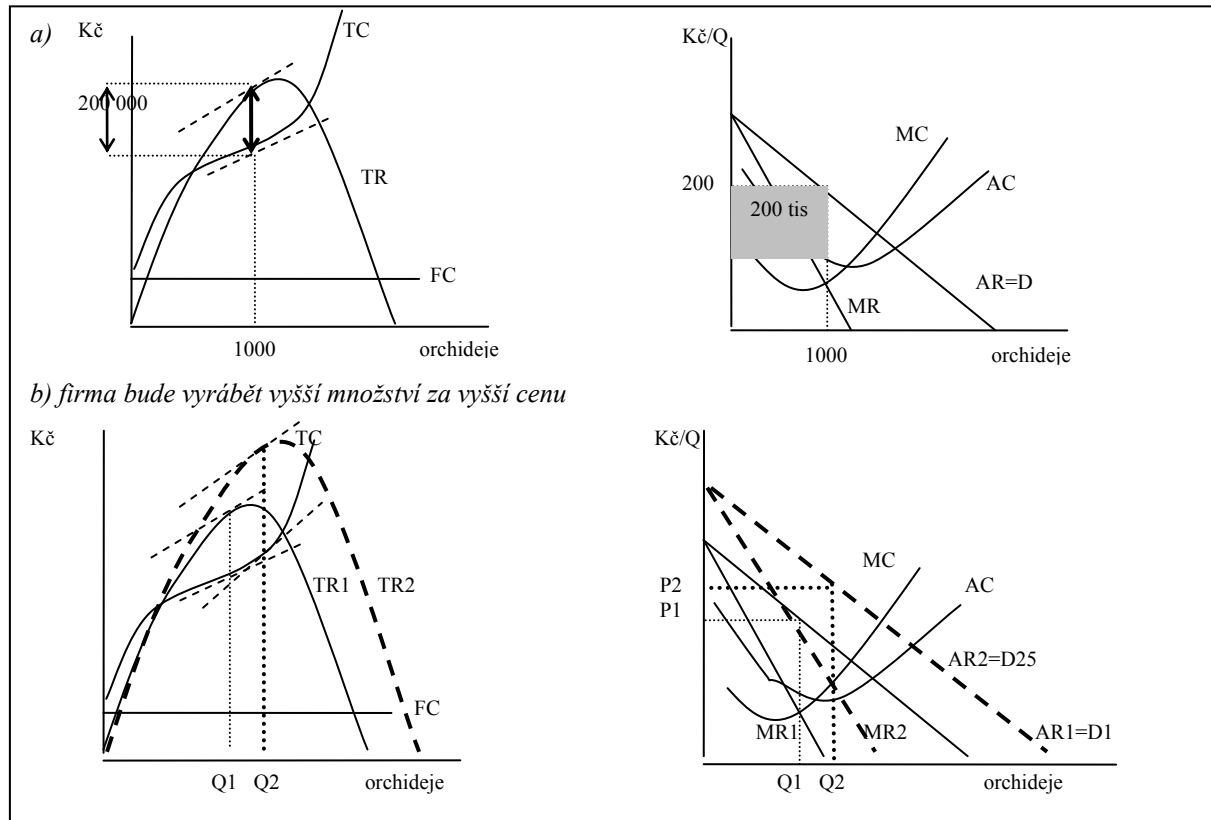 a)
Kč
TC
200 000
TR
FC
1000
orchideje
Kč/Q
MC
200
AC
200 tis
AR=D
MR
1000
orchideje
b) firma bude vyrábět vyšší množství za vyšší cenu
Kč
TC
TR1
TR2
FC
Q1
Q2
orchideje
Kč/Q
MC
P2
AC
P1
AR2=D25
MR1
MR2
AR1=D1
Q1
Q2
orchideje